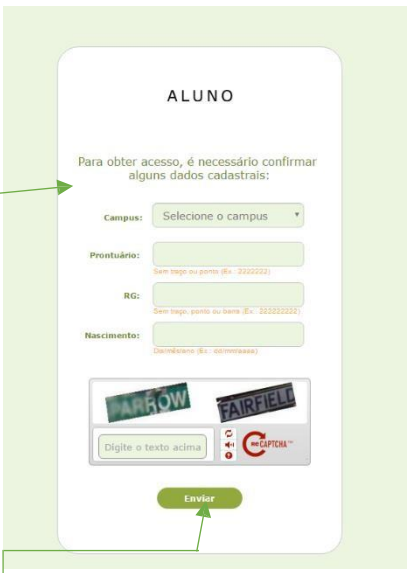 ALUNO
Para obter acesso, é necessário confirmar
alguns dados cadastrais:
Campus: Selecione o campus
Prontuário:
Sem traço ou ponto (Ex.: 2222222)
RG:
Sem traço, ponto ou barra (Ex.: 222222222)
Nascimento:
Dia/mês/ano (Ex.: dd/mm/aaaa)
PARROW FAIRFIELD
Digite o texto acima
reCAPTCHA™
Enviar